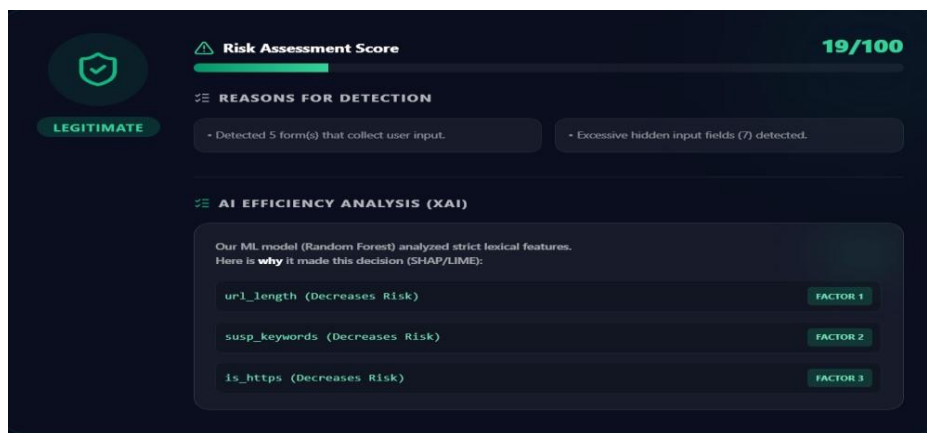 Risk Assessment Score
19/100
LEGITIMATE
REASONS FOR DETECTION
• Detected 5 form(s) that collect user input.
• Excessive hidden input fields (7) detected.
AI EFFICIENCY ANALYSIS (XAI)
Our ML model (Random Forest) analyzed strict lexical features.
Here is why it made this decision (SHAP/LIME):
url_length (Decreases Risk)
FACTOR 1
susp_keywords (Decreases Risk)
FACTOR 2
is_https (Decreases Risk)
FACTOR 3